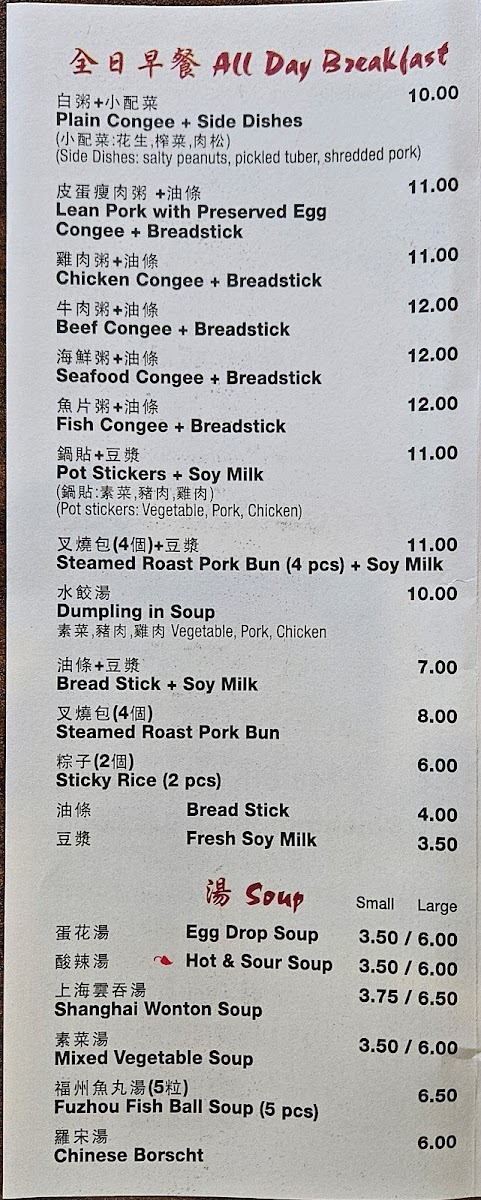 全日早餐 All Day Breakfast
白粥+小配菜 10.00
Plain Congee + Side Dishes
(小配菜:花生,榨菜,肉松)
(Side Dishes: salty peanuts, pickled tuber, shredded pork)
皮蛋瘦肉粥 +油條 11.00
Lean Pork with Preserved Egg
Congee + Breadstick
雞肉粥+油條 11.00
Chicken Congee + Breadstick
牛肉粥+油條 12.00
Beef Congee + Breadstick
海鮮粥+油條 12.00
Seafood Congee + Breadstick
魚片粥+油條 12.00
Fish Congee + Breadstick
鍋貼+豆漿 11.00
Pot Stickers + Soy Milk
(鍋貼:素菜,豬肉,雞肉)
(Pot stickers: Vegetable, Pork, Chicken)
叉燒包(4個)+豆漿 11.00
Steamed Roast Pork Bun (4 pcs) + Soy Milk
水餃湯 10.00
Dumpling in Soup
素菜,豬肉,雞肉 Vegetable, Pork, Chicken
油條+豆漿 7.00
Bread Stick + Soy Milk
叉燒包(4個) 8.00
Steamed Roast Pork Bun
粽子(2個) 6.00
Sticky Rice (2 pcs)
油條 Bread Stick 4.00
豆漿 Fresh Soy Milk 3.50
湯 Soup Small Large
蛋花湯 Egg Drop Soup 3.50 / 6.00
酸辣湯 Hot & Sour Soup 3.50 / 6.00
上海雲吞湯 3.75 / 6.50
Shanghai Wonton Soup
素菜湯 3.50 / 6.00
Mixed Vegetable Soup
福州魚丸湯(5粒) 6.50
Fuzhou Fish Ball Soup (5 pcs)
羅宋湯 6.00
Chinese Borscht